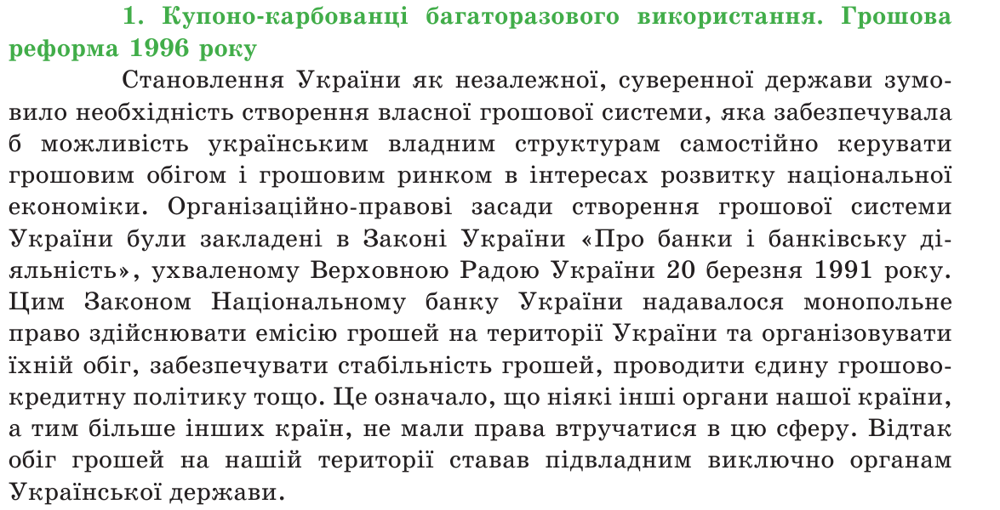 1. Купоно-карбованці багаторазового використання. Грошова
реформа 1996 року
Становлення України як незалежної, суверенної держави зумо-
вило необхідність створення власної грошової системи, яка забезпечувала
б можливість українським владним структурам самостійно керувати
грошовим обігом і грошовим ринком в інтересах розвитку національної
економіки. Організаційно-правові засади створення грошової системи
України були закладені в Законі України «Про банки і банківську ді-
яльність», ухваленому Верховною Радою України 20 березня 1991 року.
Цим Законом Національному банку України надавалося монопольне
право здійснювати емісію грошей на території України та організовувати
їхній обіг, забезпечувати стабільність грошей, проводити єдину грошово-
кредитну політику тощо. Це означало, що ніякі інші органи нашої країни,
а тим більше інших країн, не мали права втручатися в цю сферу. Відтак
обіг грошей на нашій території ставав підвладним виключно органам
Української держави.